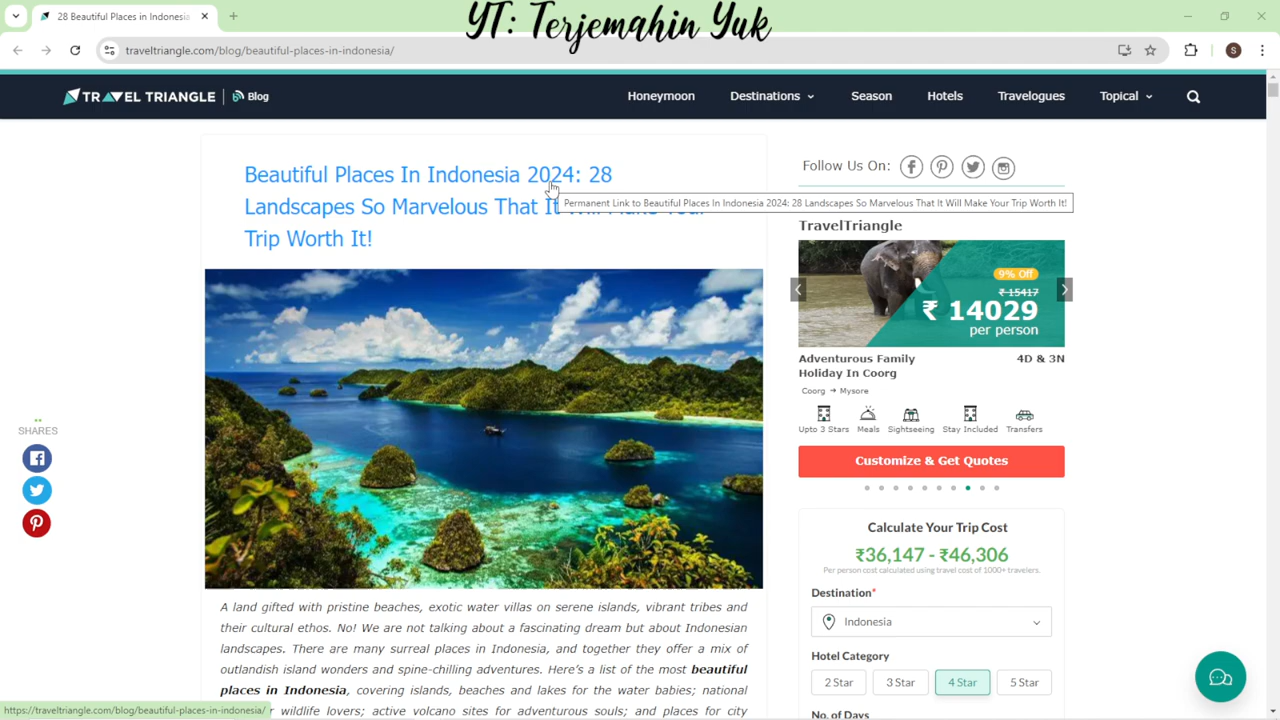 28 Beautiful Places in Indonesia
YT: Terjemahin Yuk
traveltriangle.com/blog/beautiful-places-in-indonesia/
S
TRAVEL TRIANGLE
Blog
Honeymoon
Destinations
Season
Hotels
Travelogues
Topical
Beautiful Places In Indonesia 2024: 28
Landscapes So Marvelous That It Will Make Your
Trip Worth It!
Permanent Link to Beautiful Places In Indonesia 2024: 28 Landscapes So Marvelous That It Will Make Your Trip Worth It!
SHARES
A land gifted with pristine beaches, exotic water villas on serene islands, vibrant tribes and
their cultural ethos. No! We are not talking about a fascinating dream but about Indonesian
landscapes. There are many surreal places in Indonesia, and together they offer a mix of
outlandish island wonders and spine-chilling adventures. Here's a list of the most beautiful
places in Indonesia, covering islands, beaches and lakes for the water babies; national
wildlife lovers; active volcano sites for adventurous souls; and places for city
Follow Us On:
TravelTriangle
9% Off
₹ 15417
₹ 14029
per person
Adventurous Family
Holiday In Coorg
4D & 3N
Coorg → Mysore
Upto 3 Stars
Meals
Sightseeing
Stay Included
Transfers
Customize & Get Quotes
Calculate Your Trip Cost
₹36,147 - ₹46,306
Per person cost calculated using travel cost of 1000+ travelers.
Destination*
Indonesia
Hotel Category
2 Star
3 Star
4 Star
5 Star
No. of Days
https://traveltriangle.com/blog/beautiful-places-in-indonesia/